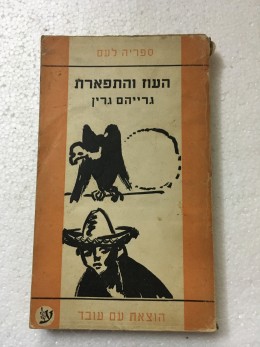 ספריה לעם
העוז והתפארת
גרייהם גרין
הוצאת עם עובד